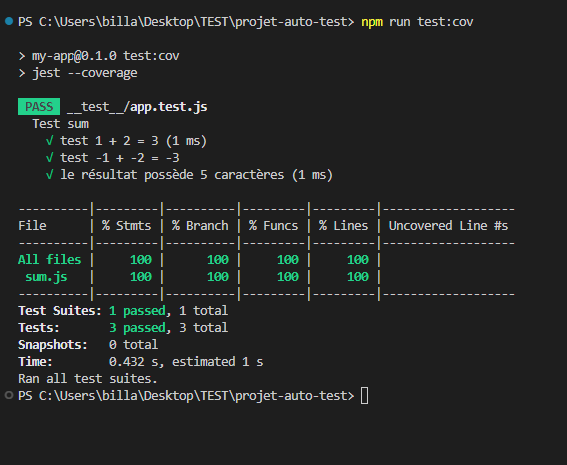 PS C:\Users\billa\Desktop\TEST\projet-auto-test> npm run test:cov
> my-app@0.1.0 test:cov
> jest --coverage
PASS __test__/app.test.js
Test sum
√ test 1 + 2 = 3 (1 ms)
√ test -1 + -2 = -3
√ le résultat possède 5 caractères (1 ms)
----------|---------|----------|---------|---------|-------------------
File      | % Stmts | % Branch | % Funcs | % Lines | Uncovered Line #s
----------|---------|----------|---------|---------|-------------------
All files |     100 |      100 |     100 |     100 |
 sum.js   |     100 |      100 |     100 |     100 |
----------|---------|----------|---------|---------|-------------------
Test Suites: 1 passed, 1 total
Tests:       3 passed, 3 total
Snapshots:   0 total
Time:        0.432 s, estimated 1 s
Ran all test suites.
PS C:\Users\billa\Desktop\TEST\projet-auto-test>